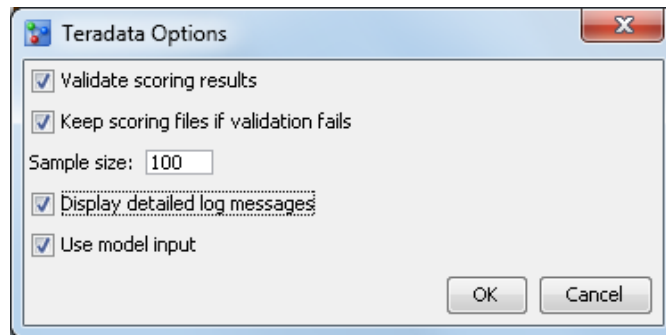 Teradata Options
Validate scoring results
Keep scoring files if validation fails
Sample size: 100
Display detailed log messages
Use model input
OK Cancel